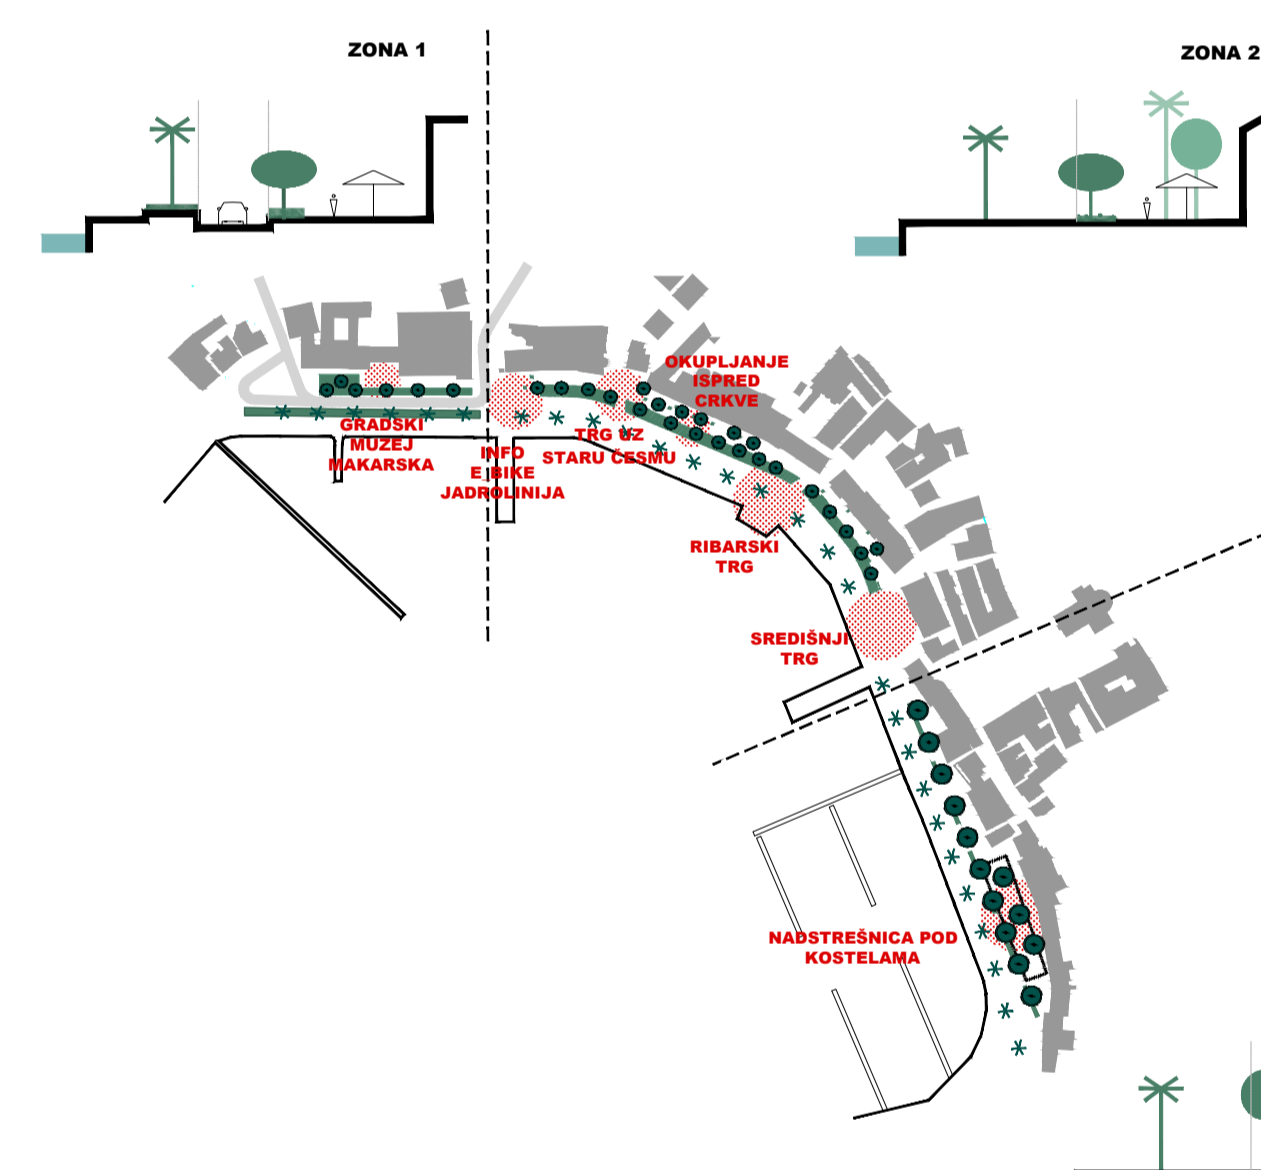 ZONA 1
ZONA 2
OKUPLJANJE
ISPRED
CRKVE
GRADSKI
MUZEJ
MAKARSKA
TRG UZ
STARU ČESMU
INFO
E BIKE
JADROLINIJA
RIBARSKI
TRG
SREDIŠNJI
TRG
NADSTREŠNICA POD
KOSTELAMA